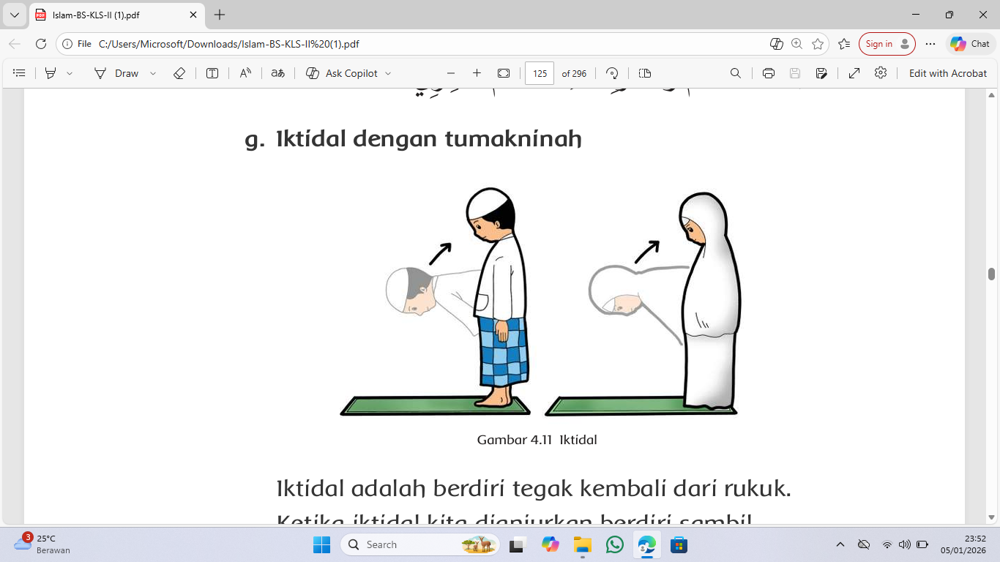 Islam-BS-KLS-II (1).pdf
File C:/Users/Microsoft/Downloads/Islam-BS-KLS-II%20(1).pdf
Sign in
Chat
Draw
Ask Copilot
125 of 296
Edit with Acrobat
g. Iktidal dengan tumakninah
Gambar 4.11 Iktidal
Iktidal adalah berdiri tegak kembali dari rukuk.
Ketika iktidal kita dianjurkan berdiri sambil
3
25°C
Berawan
Search
23:52
05/01/2026